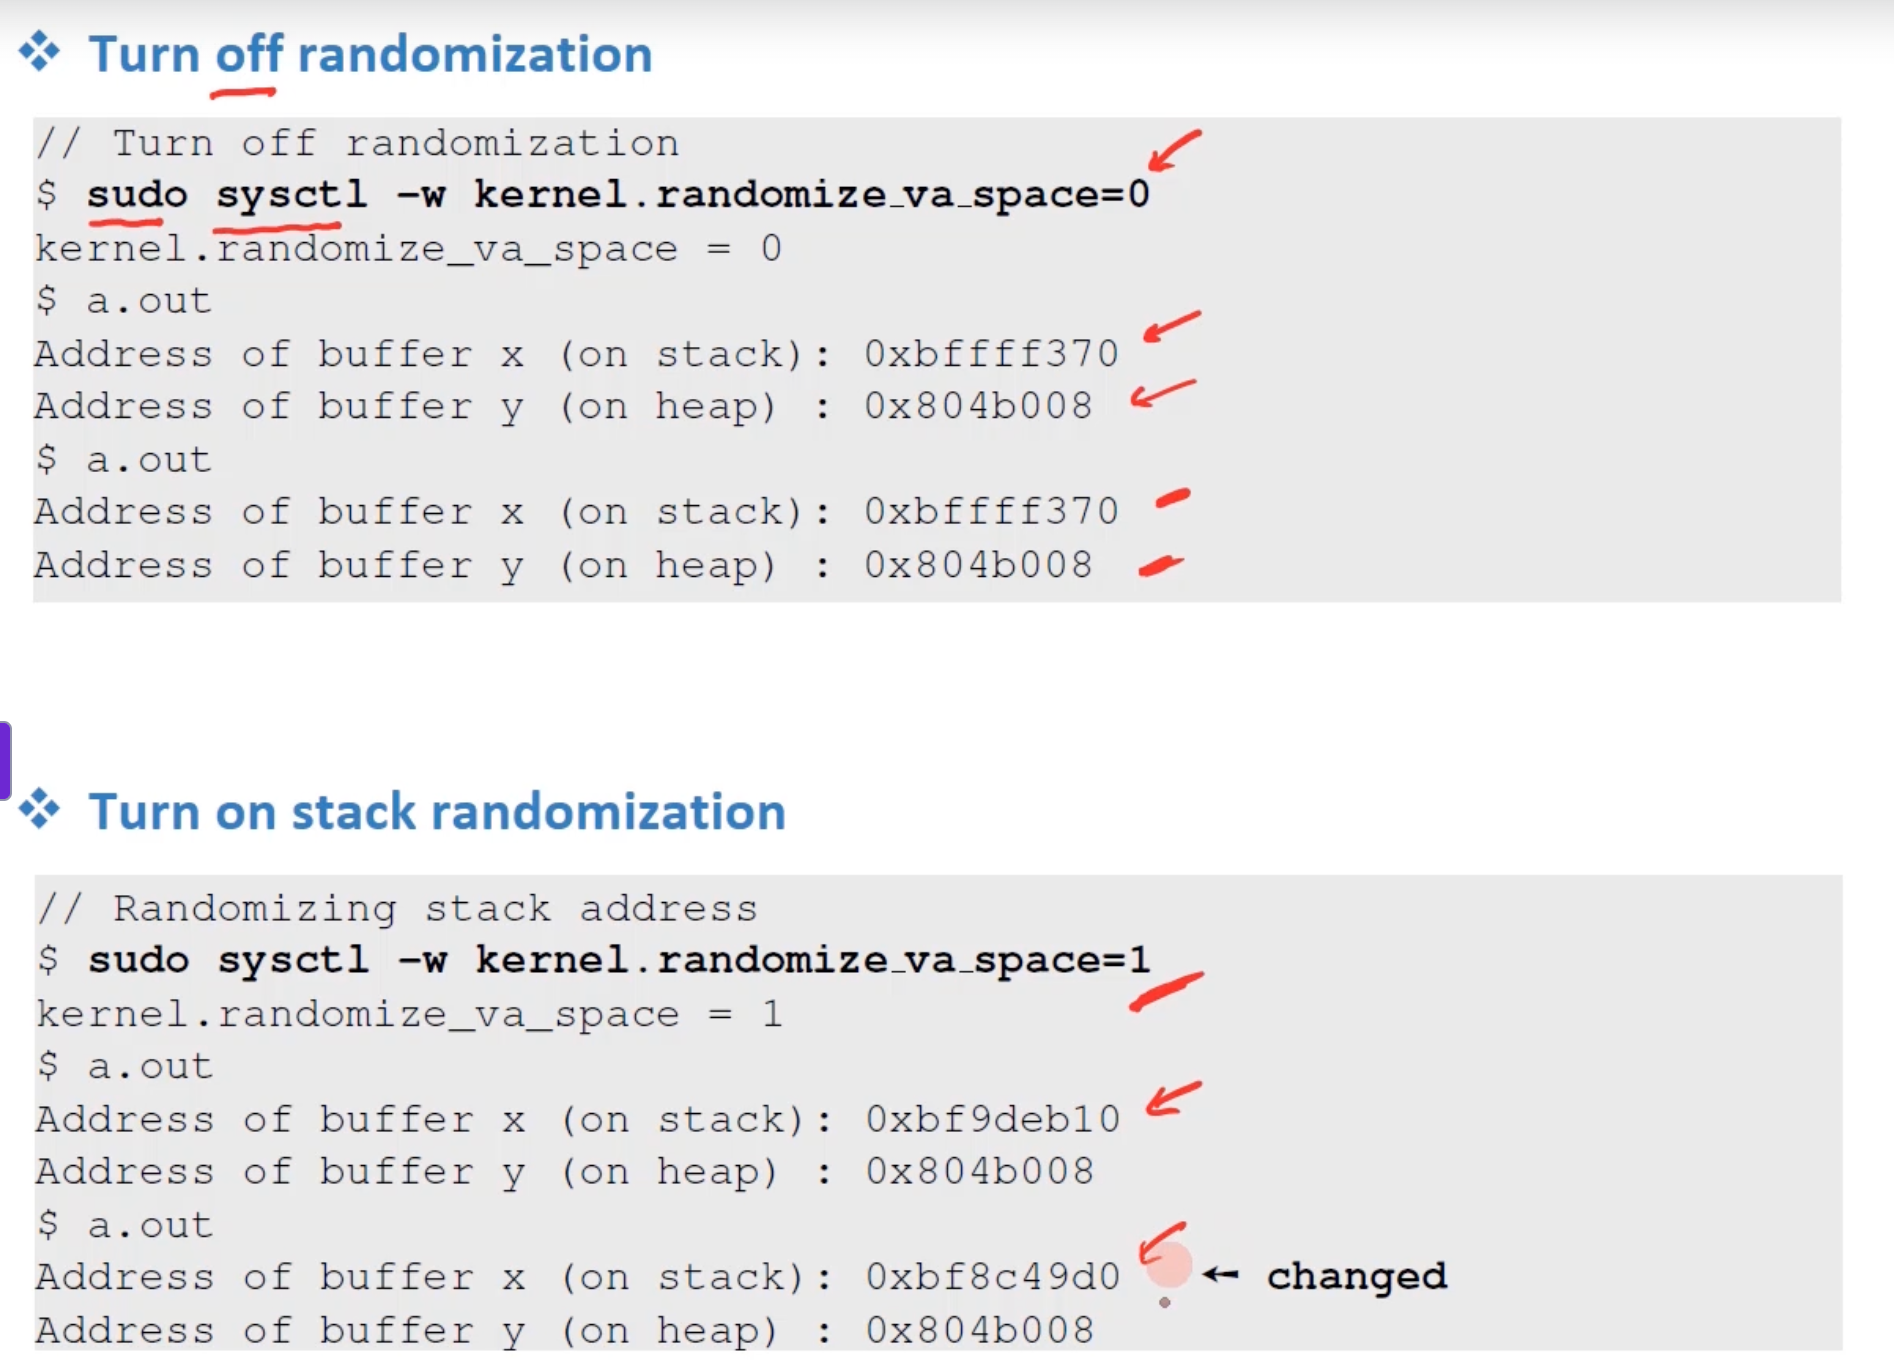 Turn off randomization
// Turn off randomization
$ sudo sysctl -w kernel.randomize_va_space=0
kernel.randomize_va_space = 0
$ a.out
Address of buffer x (on stack): 0xbffff370
Address of buffer y (on heap) : 0x804b008
$ a.out
Address of buffer x (on stack): 0xbffff370
Address of buffer y (on heap) : 0x804b008
Turn on stack randomization
// Randomizing stack address
$ sudo sysctl -w kernel.randomize_va_space=1
kernel.randomize_va_space = 1
$ a.out
Address of buffer x (on stack): 0xbf9deb10
Address of buffer y (on heap) : 0x804b008
$ a.out
Address of buffer x (on stack): 0xbf8c49d0 ← changed
Address of buffer y (on heap) : 0x804b008